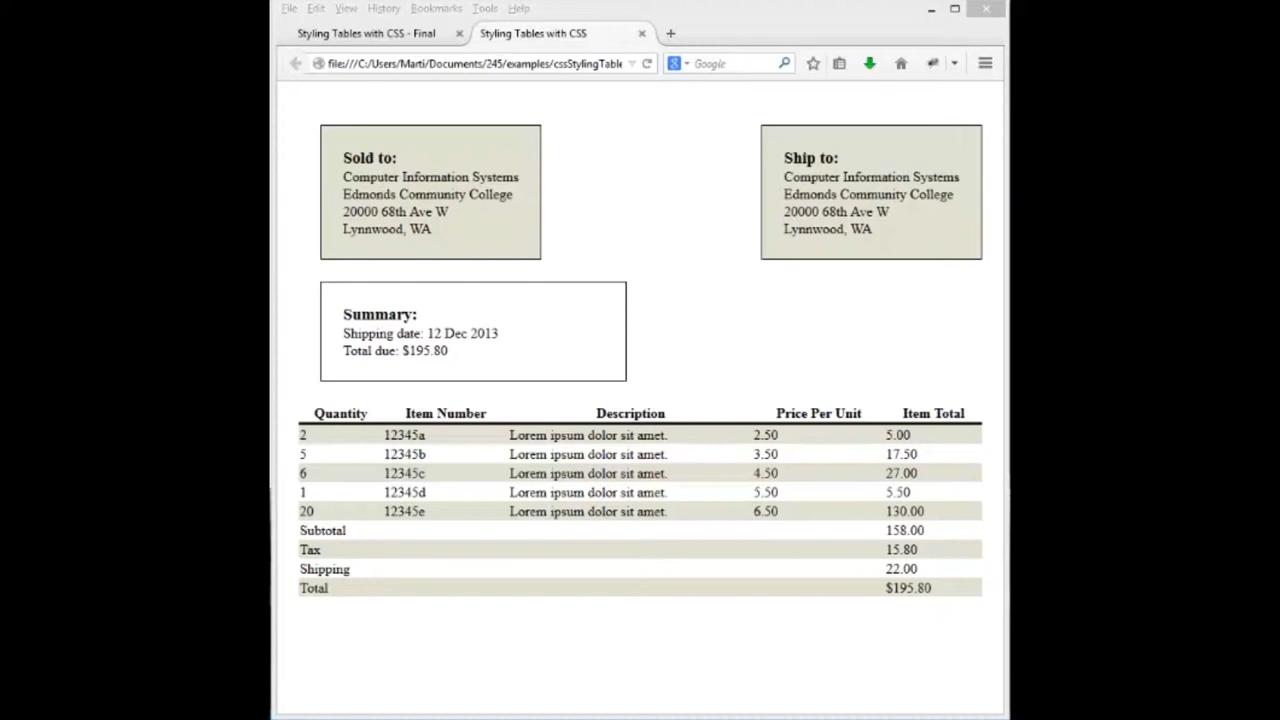 File Edit View History Bookmarks Tools Help
Styling Tables with CSS - Final × Styling Tables with CSS × +
file:///C:/Users/Marti/Documents/245/examples/cssStylingTable Google
Sold to:
Computer Information Systems
Edmonds Community College
20000 68th Ave W
Lynnwood, WA
Ship to:
Computer Information Systems
Edmonds Community College
20000 68th Ave W
Lynnwood, WA
Summary:
Shipping date: 12 Dec 2013
Total due: $195.80
Quantity Item Number Description Price Per Unit Item Total
2 12345a Lorem ipsum dolor sit amet. 2.50 5.00
5 12345b Lorem ipsum dolor sit amet. 3.50 17.50
6 12345c Lorem ipsum dolor sit amet. 4.50 27.00
1 12345d Lorem ipsum dolor sit amet. 5.50 5.50
20 12345e Lorem ipsum dolor sit amet. 6.50 130.00
Subtotal 158.00
Tax 15.80
Shipping 22.00
Total $195.80